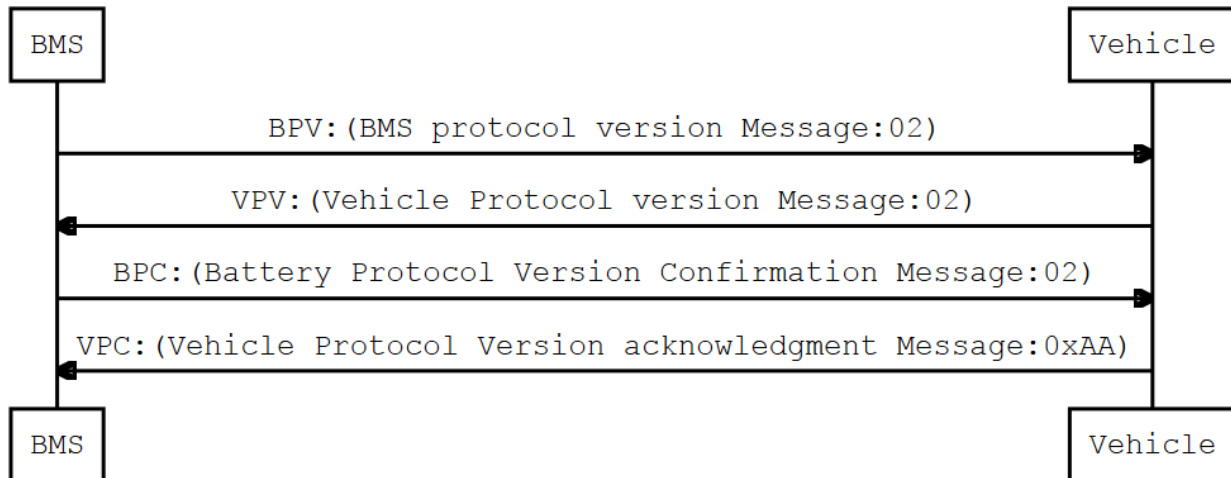 BMS
Vehicle
BPV:(BMS protocol version Message:02)
VPV:(Vehicle Protocol version Message:02)
BPC:(Battery Protocol Version Confirmation Message:02)
VPC:(Vehicle Protocol Version acknowledgment Message:0xAA)
BMS
Vehicle